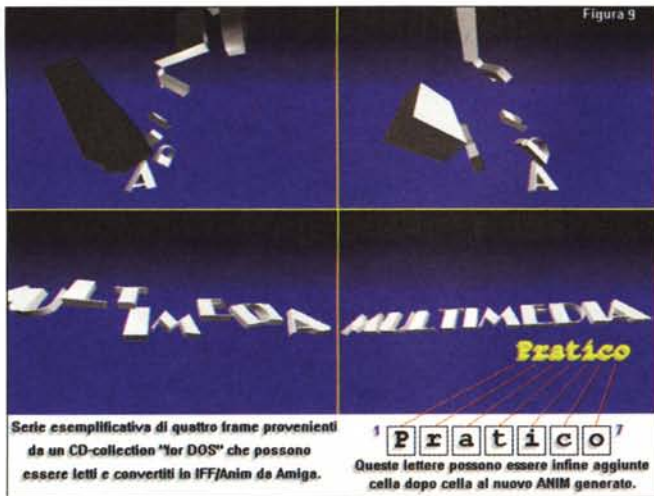 Figura 9
A
A
ULTIMEDIA
MULTIMEDIA
Pratico
Serie esemplificativa di quattro frame provenienti
da un CD-collection "for DOS" che possono
essere letti e convertiti in IFF/Anim da Amiga.
1 Pratico 7
Queste lettere possono essere infine aggiunte
cella dopo cella al nuovo ANIM generato.